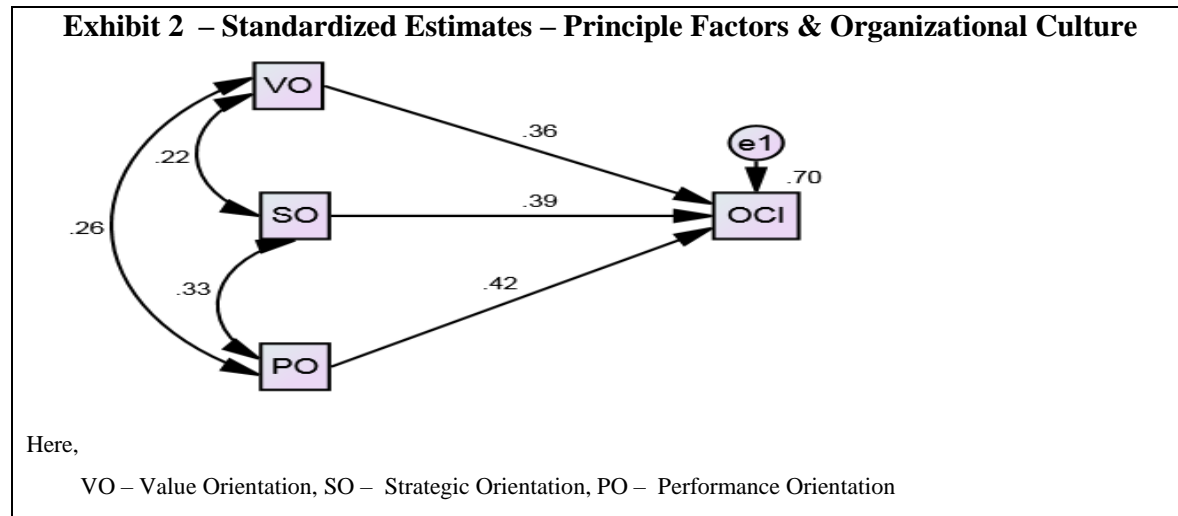 Exhibit 2 – Standardized Estimates – Principle Factors & Organizational Culture
VO
.36
e1
.22
.70
SO
.39
OCI
.26
.33
.42
PO
Here,
VO – Value Orientation, SO – Strategic Orientation, PO – Performance Orientation